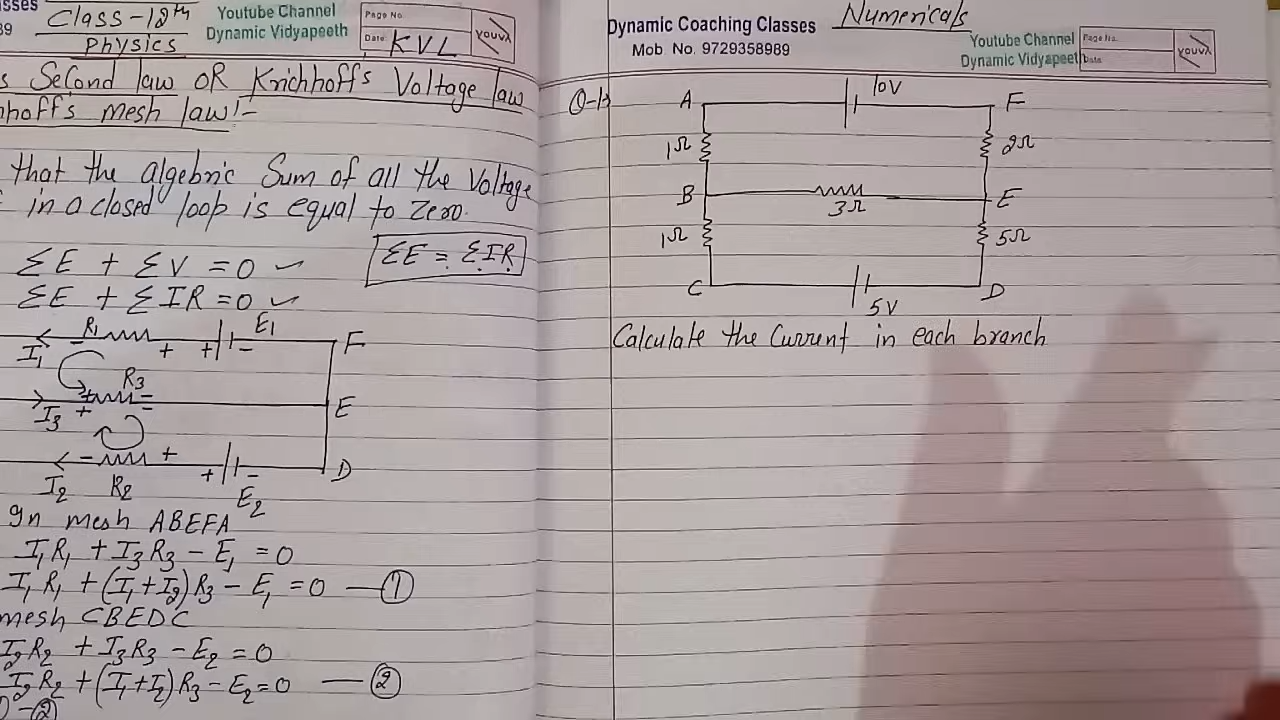 sses
39
Class-12th
Physics
Youtube Channel
Dynamic Vidyapeeth
Page No.
Date.
KVL
youva
s Second law OR Krichhoff's Voltage law
hhoff's mesh law:-
that the algebric Sum of all the Voltage
in a closed loop is equal to Zero.
ΣE + ΣV = 0
ΣE = ΣIR
ΣE + ΣIR = 0
R1 + + E1 - F
I1
R3
I3 + - E
- + + - D
I2 R2 E2
In mesh ABEFA
I1R1 + I3R3 - E1 = 0
I1R1 + (I1+I2)R3 - E1 = 0 — ①
mesh CBEDC
I2R2 + I3R3 - E2 = 0
I2R2 + (I1+I2)R3 - E2 = 0 — ②
① - ②
Dynamic Coaching Classes
Mob. No. 9729358989
Numericals
Youtube Channel
Dynamic Vidyapeeth
Page No.
Date.
youva
Q-1) A 10V F
1Ω 2Ω
B 3Ω E
1Ω 5Ω
C 5V D
Calculate the Current in each branch